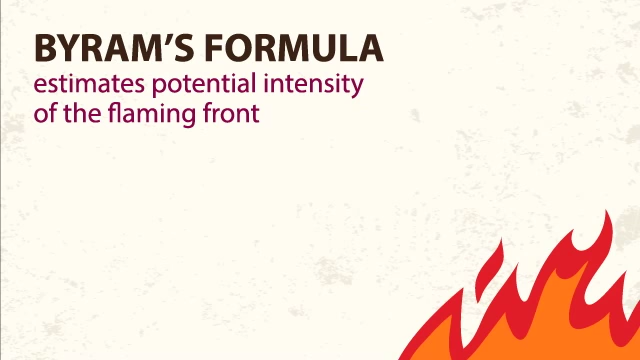 BYRAM’S FORMULA
estimates potential intensity
of the flaming front